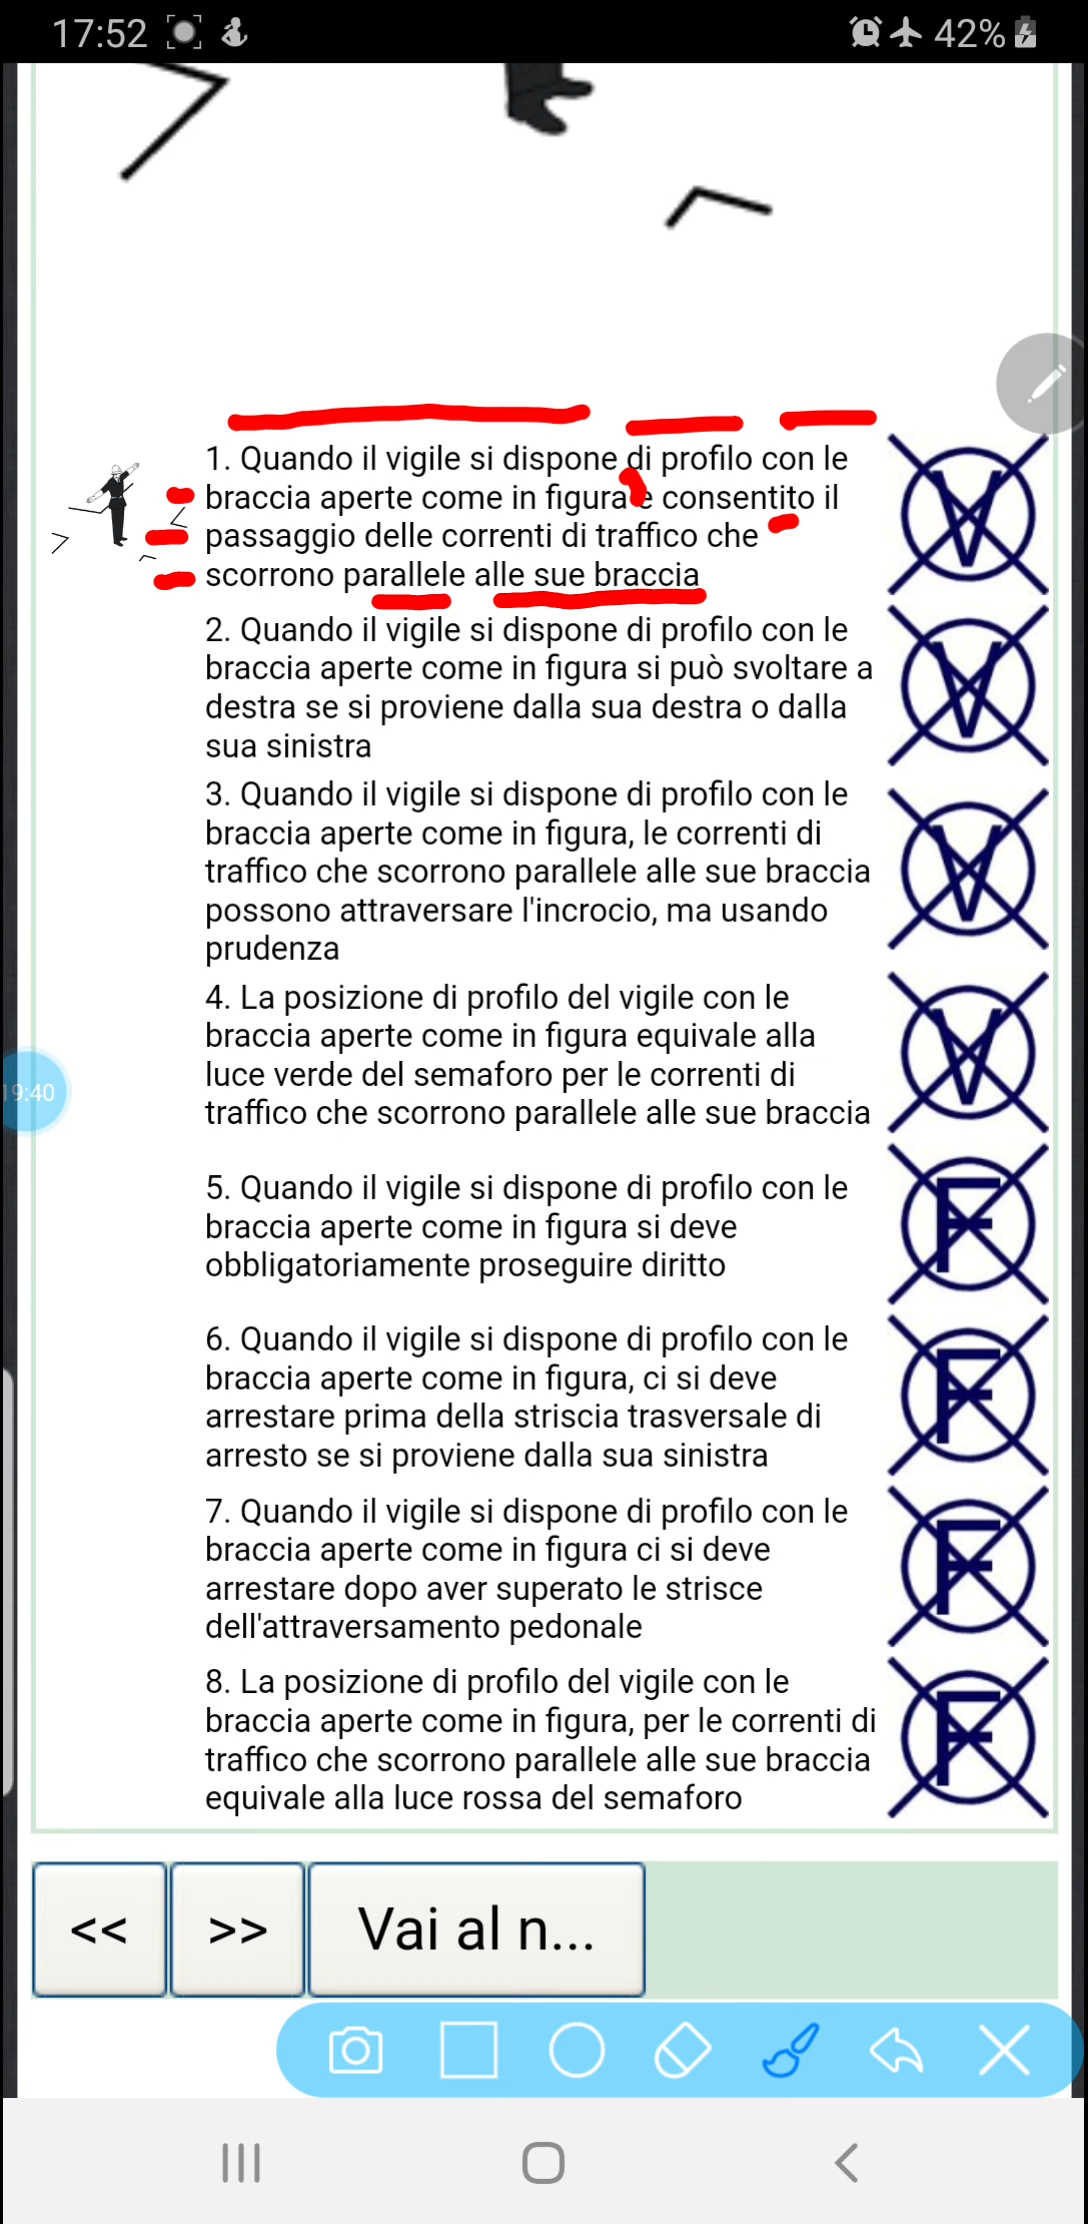 17:52
42%
1. Quando il vigile si dispone di profilo con le
braccia aperte come in figura è consentito il
passaggio delle correnti di traffico che
scorrono parallele alle sue braccia
V
2. Quando il vigile si dispone di profilo con le
braccia aperte come in figura si può svoltare a
destra se si proviene dalla sua destra o dalla
sua sinistra
V
3. Quando il vigile si dispone di profilo con le
braccia aperte come in figura, le correnti di
traffico che scorrono parallele alle sue braccia
possono attraversare l'incrocio, ma usando
prudenza
V
4. La posizione di profilo del vigile con le
braccia aperte come in figura equivale alla
luce verde del semaforo per le correnti di
traffico che scorrono parallele alle sue braccia
V
19:40
5. Quando il vigile si dispone di profilo con le
braccia aperte come in figura si deve
obbligatoriamente proseguire diritto
F
6. Quando il vigile si dispone di profilo con le
braccia aperte come in figura, ci si deve
arrestare prima della striscia trasversale di
arresto se si proviene dalla sua sinistra
F
7. Quando il vigile si dispone di profilo con le
braccia aperte come in figura ci si deve
arrestare dopo aver superato le strisce
dell'attraversamento pedonale
F
8. La posizione di profilo del vigile con le
braccia aperte come in figura, per le correnti di
traffico che scorrono parallele alle sue braccia
equivale alla luce rossa del semaforo
F
<< >> Vai al n...